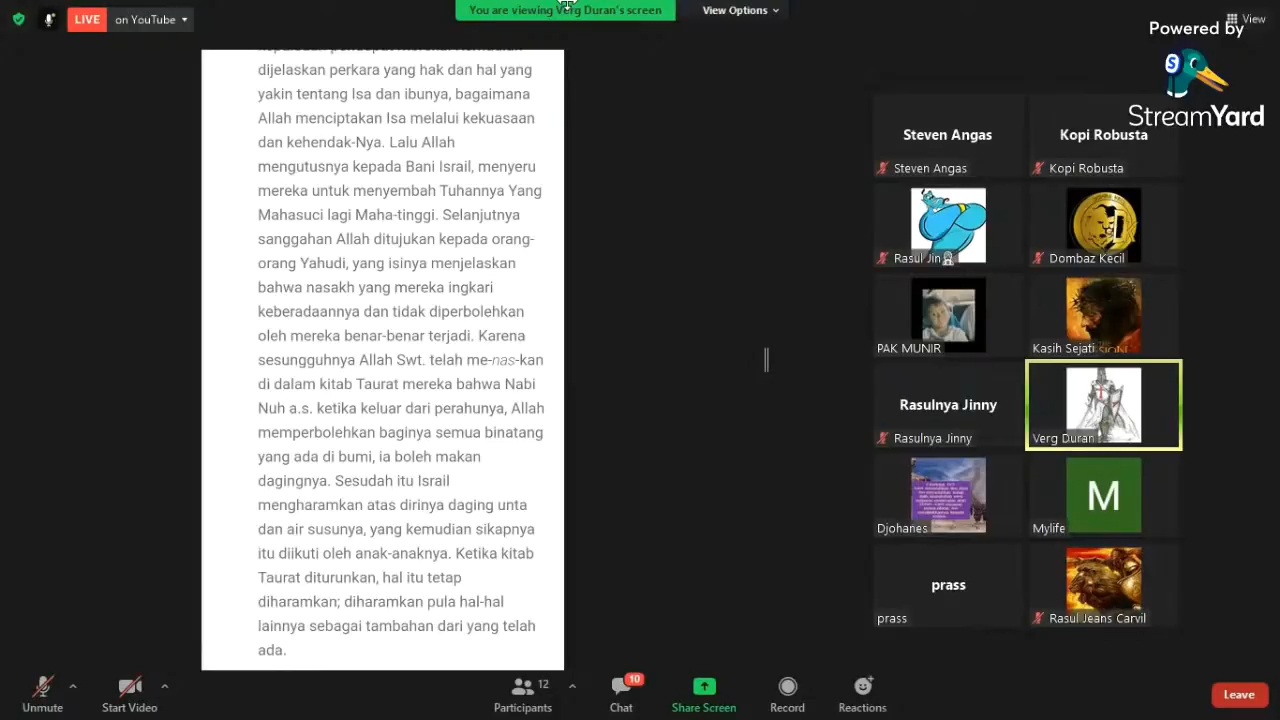 You are viewing Verg Duran's screen
View Options
LIVE
on YouTube
View
Powered by
StreamYard
dijelaskan perkara yang hak dan hal yang
yakin tentang Isa dan ibunya, bagaimana
Allah menciptakan Isa melalui kekuasaan
dan kehendak-Nya. Lalu Allah
mengutusnya kepada Bani Israil, menyeru
mereka untuk menyembah Tuhannya Yang
Mahasuci lagi Maha-tinggi. Selanjutnya
sanggahan Allah ditujukan kepada orang-
orang Yahudi, yang isinya menjelaskan
bahwa nasakh yang mereka ingkari
keberadaannya dan tidak diperbolehkan
oleh mereka benar-benar terjadi. Karena
sesungguhnya Allah Swt. telah me-nas-kan
di dalam kitab Taurat mereka bahwa Nabi
Nuh a.s. ketika keluar dari perahunya, Allah
memperbolehkan baginya semua binatang
yang ada di bumi, ia boleh makan
dagingnya. Sesudah itu Israil
mengharamkan atas dirinya daging unta
dan air susunya, yang kemudian sikapnya
itu diikuti oleh anak-anaknya. Ketika kitab
Taurat diturunkan, hal itu tetap
diharamkan; diharamkan pula hal-hal
lainnya sebagai tambahan dari yang telah
ada.
Steven Angas
Steven Angas
Kopi Robusta
Kopi Robusta
Rasul Jin
Dombaz Kecil
PAK MUNIR
Kasih Sejati
Rasulnya Jinny
Rasulnya Jinny
Verg Duran
Djohanes
M
Mylife
prass
prass
Rasul Jeans Carvil
Unmute
Start Video
12
Participants
10
Chat
Share Screen
Record
Reactions
Leave